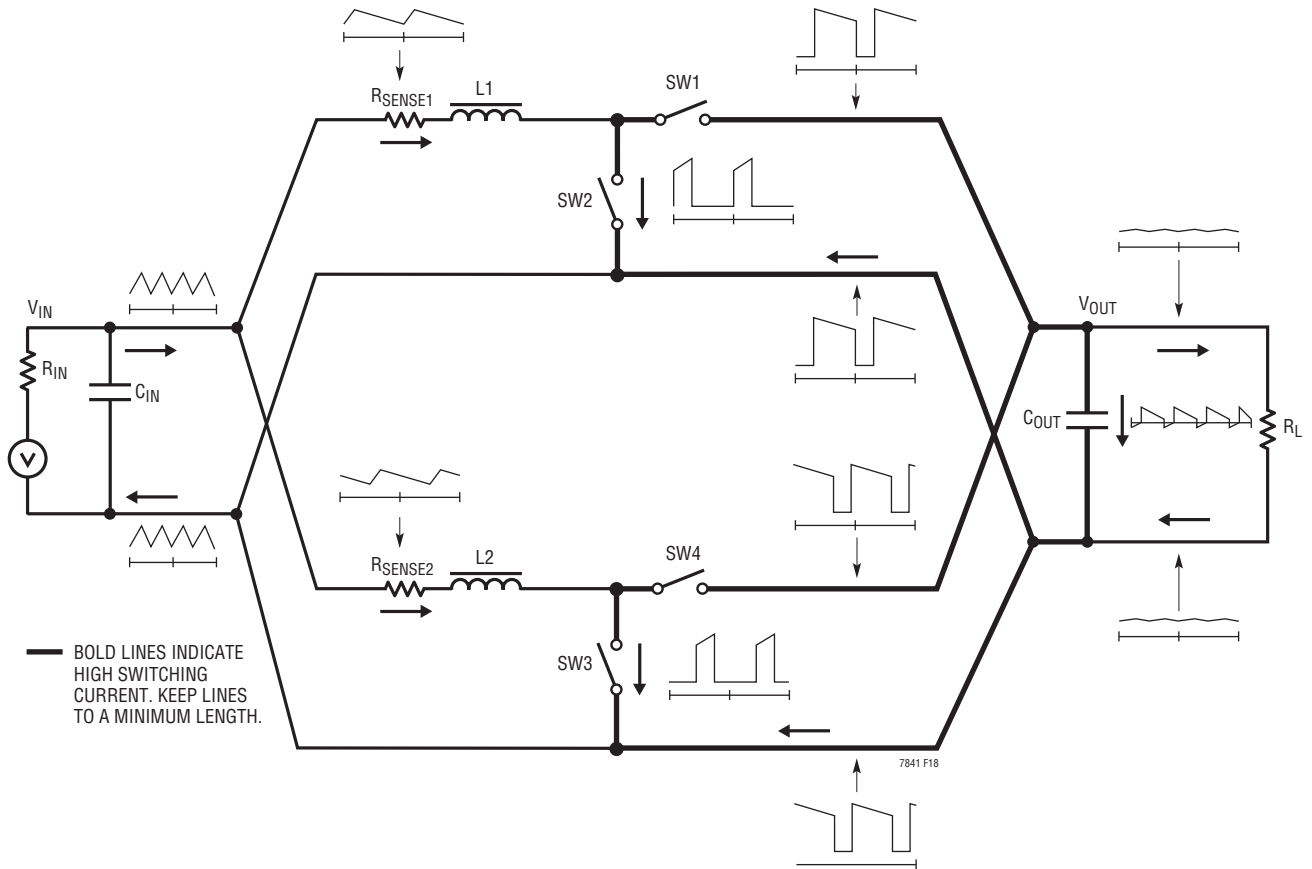 RSENSE1
L1
SW1
SW2
VIN
RIN
CIN
V
VOUT
COUT
RL
RSENSE2
L2
SW4
SW3
BOLD LINES INDICATE
HIGH SWITCHING
CURRENT. KEEP LINES
TO A MINIMUM LENGTH.
7841 F18